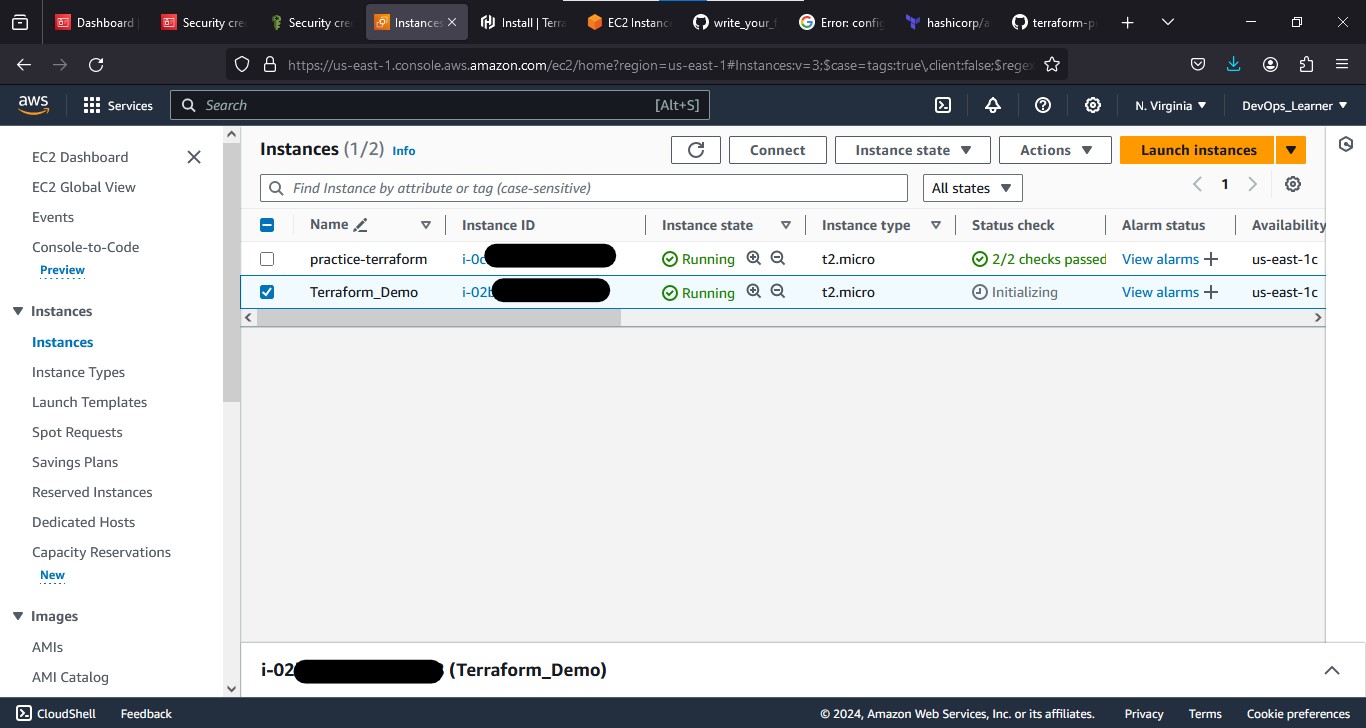 Dashboard
Security cre
Security cre
Instances
Install | Terra
EC2 Instance
write_your_f
Error: config
hashicorp/a
terraform-p
https://us-east-1.console.aws.amazon.com/ec2/home?region=us-east-1#Instances:v=3;$case=tags:true\,client:false;$regex
aws
Services
Search
[Alt+S]
N. Virginia
DevOps_Learner
EC2 Dashboard
EC2 Global View
Events
Console-to-Code
Preview
Instances
Instances
Instance Types
Launch Templates
Spot Requests
Savings Plans
Reserved Instances
Dedicated Hosts
Capacity Reservations
New
Images
AMIs
AMI Catalog
Instances (1/2) Info
Connect
Instance state
Actions
Launch instances
Find Instance by attribute or tag (case-sensitive)
All states
1
Name Instance ID Instance state Instance type Status check Alarm status Availability
practice-terraform i-0c Running t2.micro 2/2 checks passed View alarms us-east-1c
Terraform_Demo i-02b Running t2.micro Initializing View alarms us-east-1c
i-02 (Terraform_Demo)
CloudShell Feedback © 2024, Amazon Web Services, Inc. or its affiliates. Privacy Terms Cookie preferences